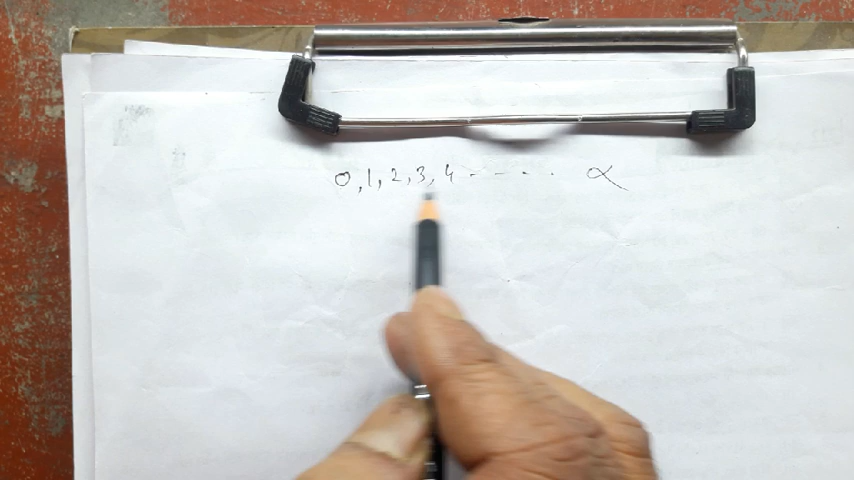 0,1,2,3,4 - - - . . ∝